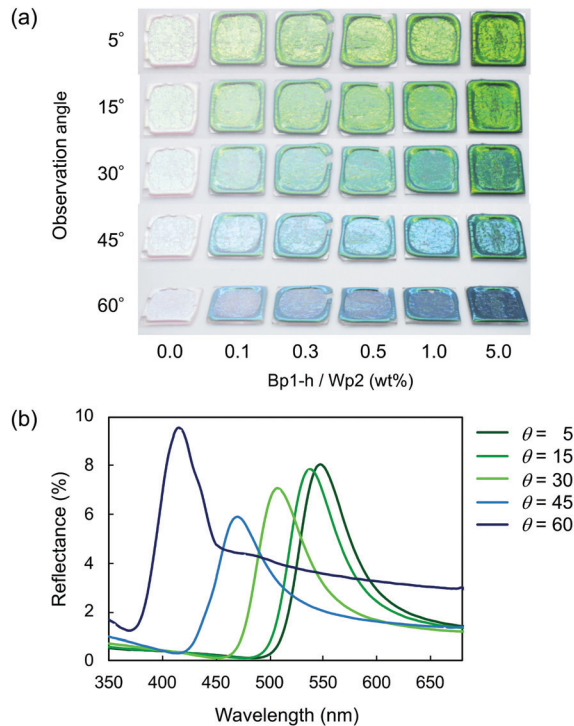 (a)
Observation angle
5°
15°
30°
45°
60°
0.0 0.1 0.3 0.5 1.0 5.0
Bp1-h / Wp2 (wt%)
(b)
Reflectance (%)
10
8
6
4
2
0
350 400 450 500 550 600 650
Wavelength (nm)
θ = 5
θ = 15
θ = 30
θ = 45
θ = 60